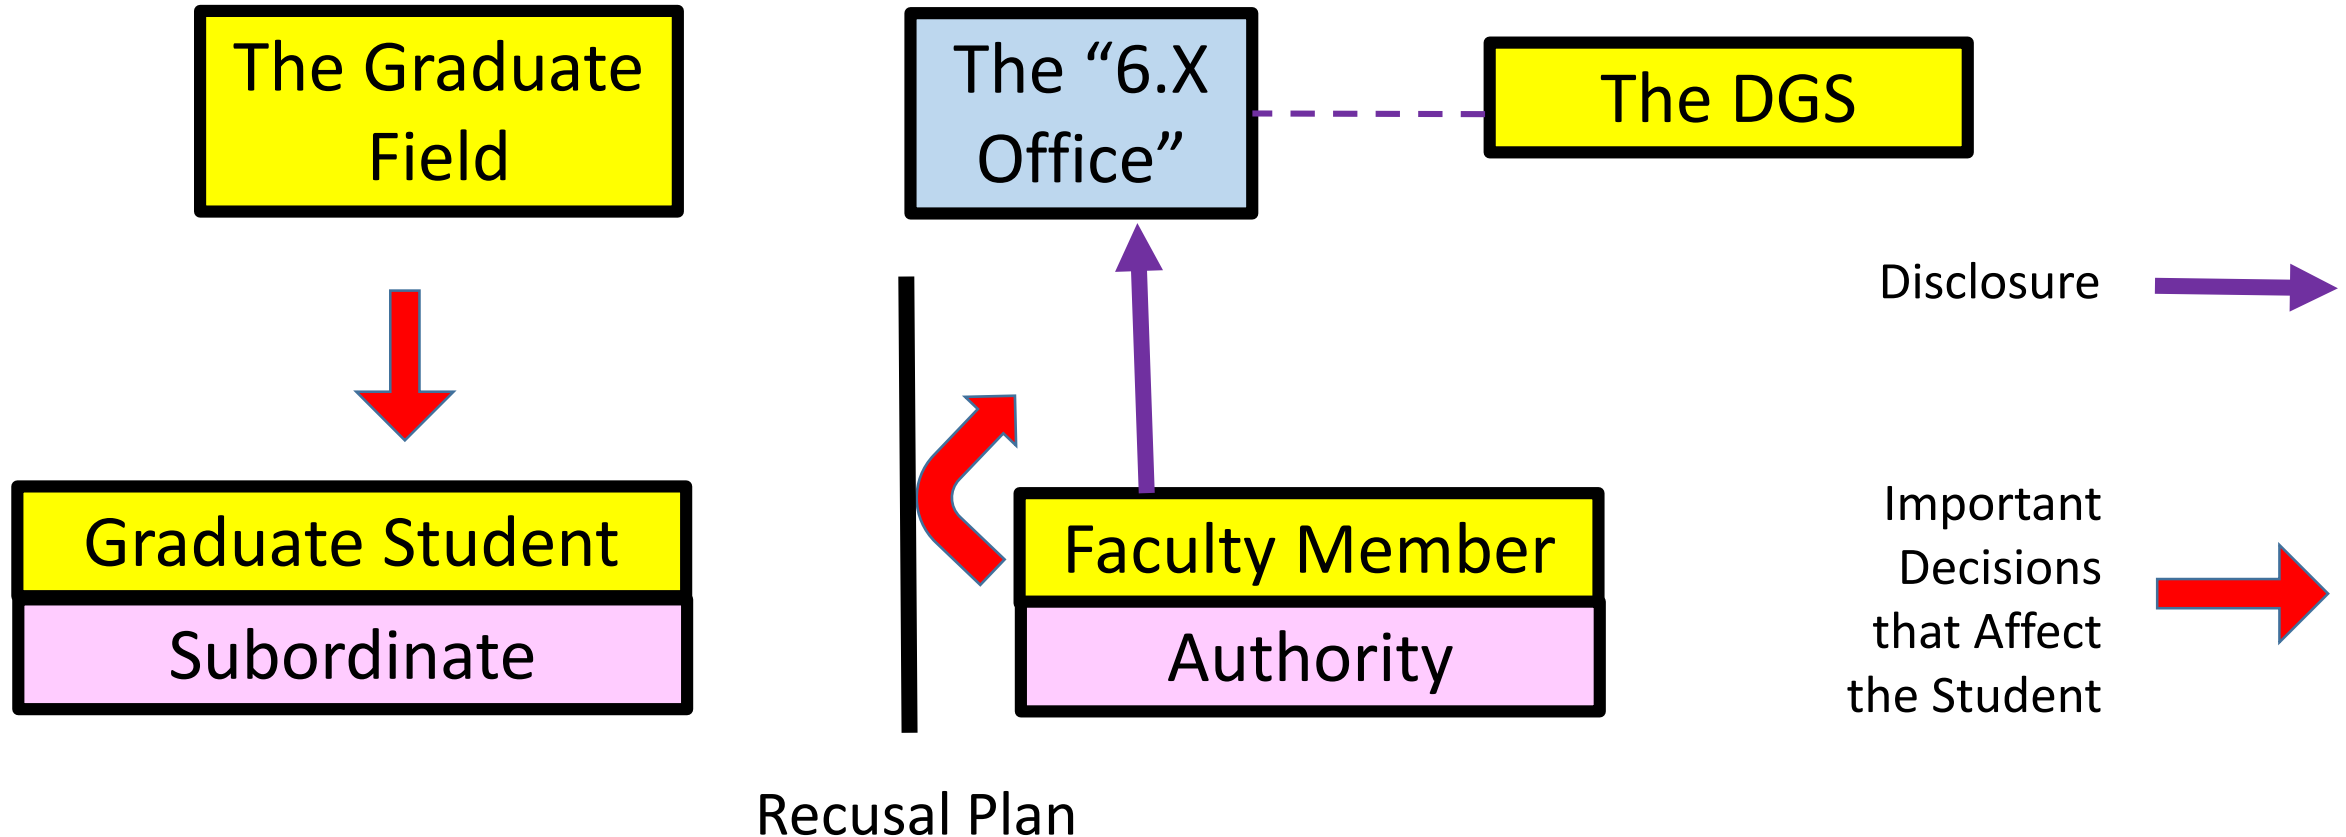 The Graduate
Field
The “6.X
Office”
The DGS
Disclosure
Graduate Student
Subordinate
Faculty Member
Authority
Important
Decisions
that Affect
the Student
Recusal Plan